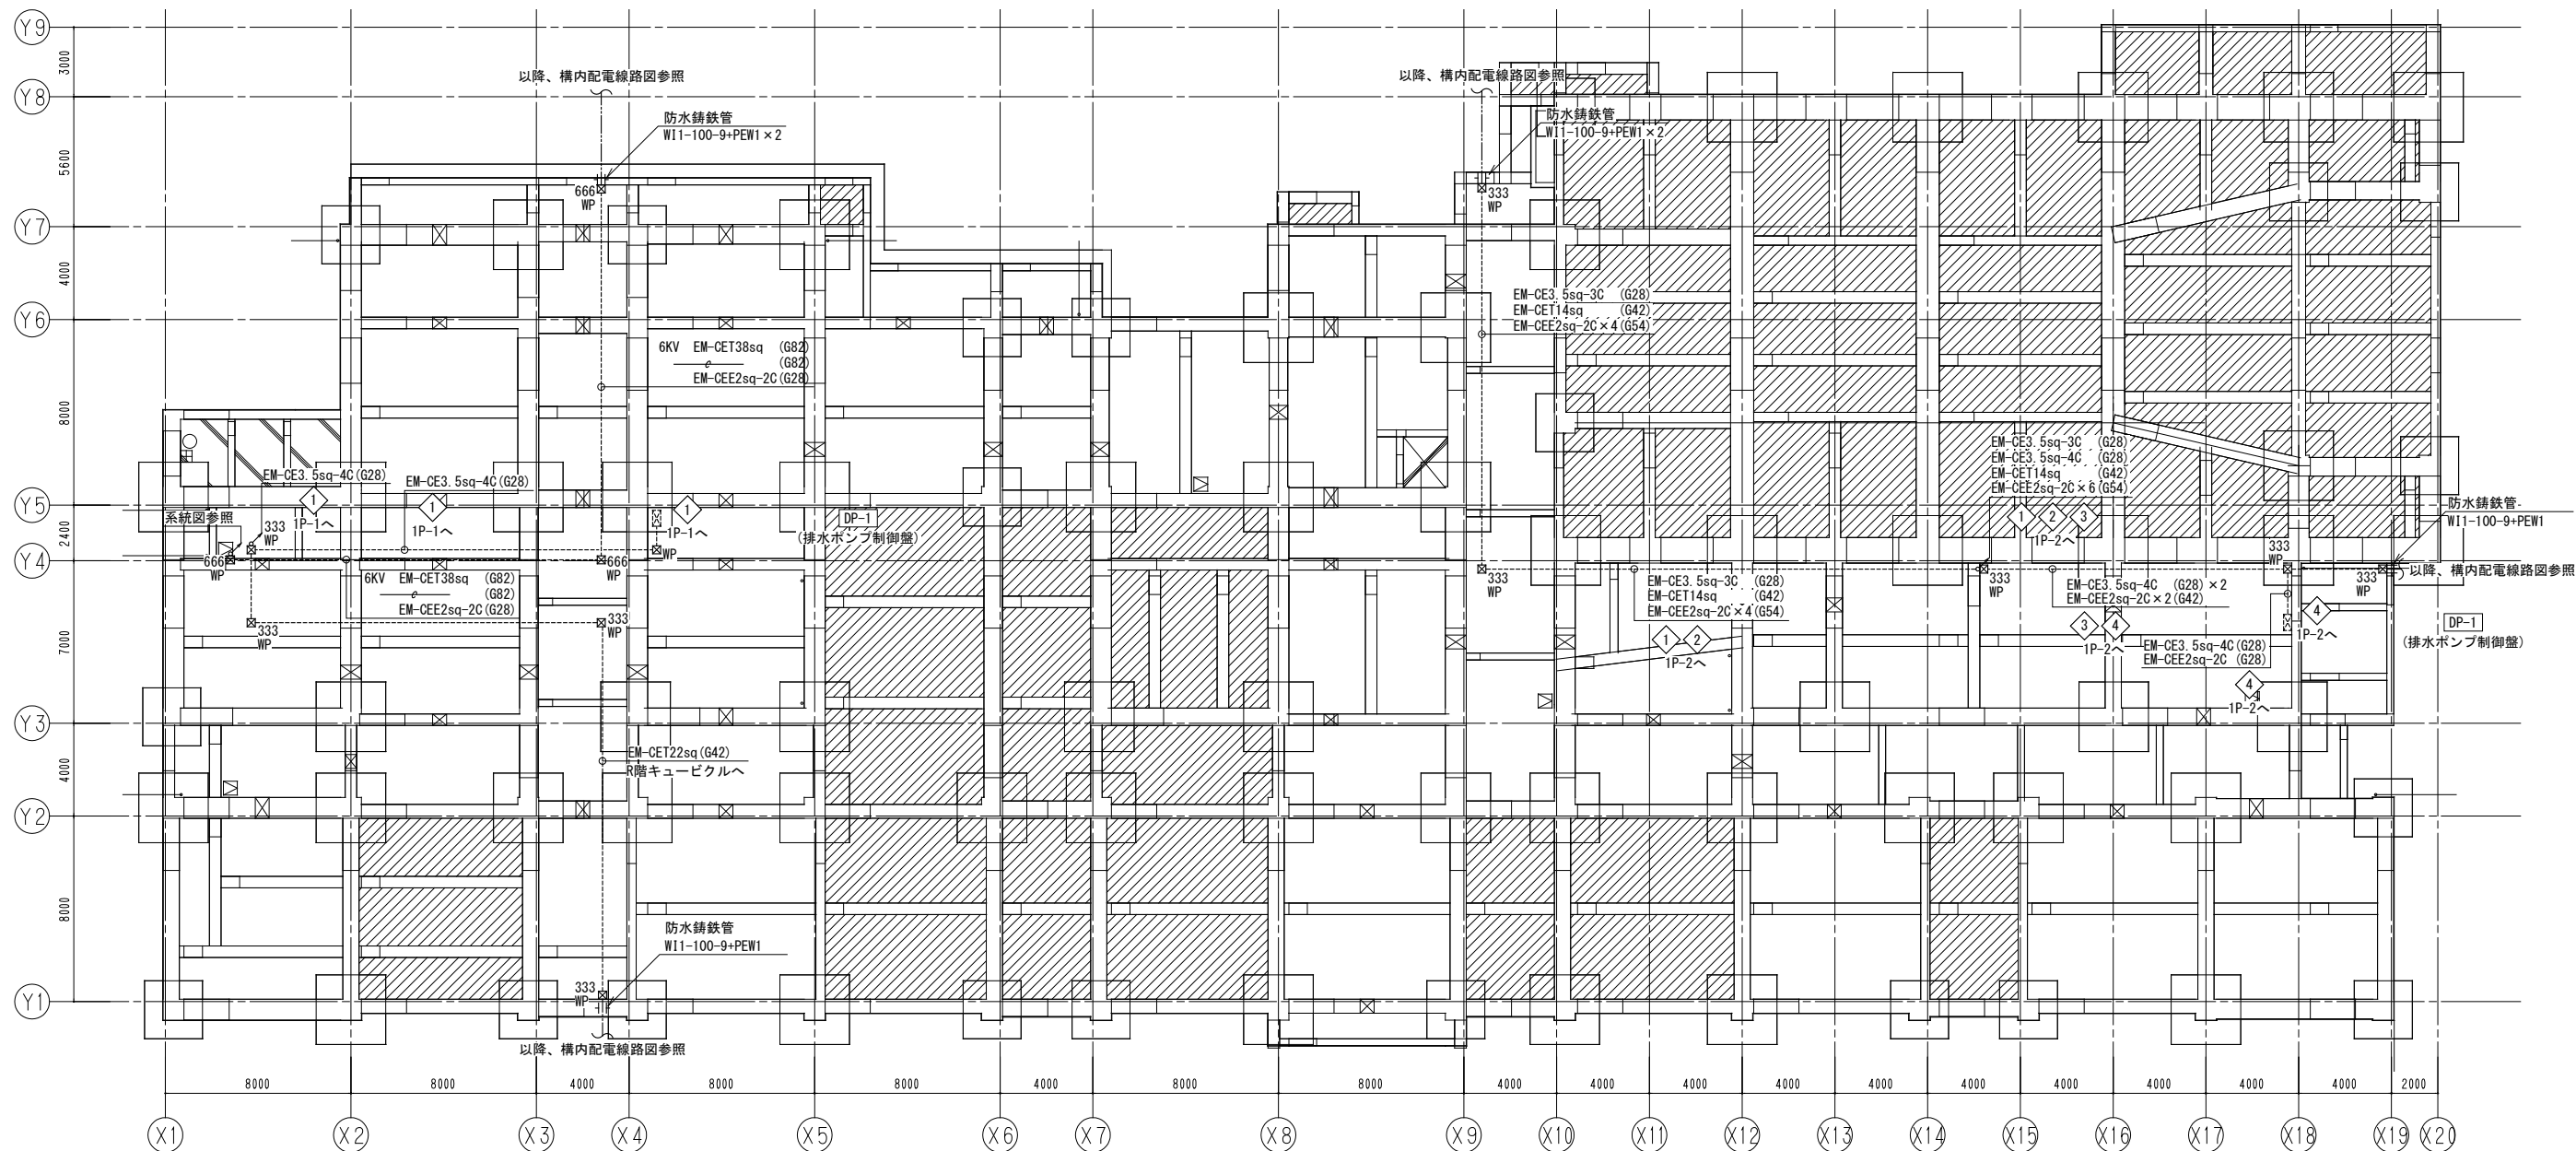 Y9
3000
Y8
以降、構内配電線路図参照
以降、構内配電線路図参照
防水鋳鉄管
WI1-100-9+PEW1×2
防水鋳鉄管
WI1-100-9+PEW1×2
5600
666
WP
333
WP
Y7
4000
EM-CE3.5sq-3C (G28)
EM-CET14sq (G42)
EM-CEE2sq-2C×4(G54)
Y6
6KV EM-CET38sq (G82)
(G82)
EM-CEE2sq-2C(G28)
8000
EM-CE3.5sq-3C (G28)
EM-CE3.5sq-4C (G28)
EM-CET14sq (G42)
EM-CEE2sq-2C×6(G54)
EM-CE3.5sq-4C(G28)
EM-CE3.5sq-4C(G28)
1
1P-1へ
1
1P-1へ
1
1P-1へ
Y5
系統図参照
DP-1
(排水ポンプ制御盤)
1
2
3
1P-2へ
防水鋳鉄管
WI1-100-9+PEW1
2400
333
WP
WP
333
WP
Y4
666
WP
666
WP
333
WP
333
WP
333
WP
以降、構内配電線路図参照
6KV EM-CET38sq (G82)
(G82)
EM-CEE2sq-2C(G28)
EM-CE3.5sq-3C (G28)
EM-CET14sq (G42)
EM-CEE2sq-2C×4(G54)
EM-CE3.5sq-4C (G28)×2
EM-CEE2sq-2C×2(G42)
333
WP
333
WP
7000
1
2
1P-2へ
3
4
1P-2へ
4
1P-2へ
DP-1
(排水ポンプ制御盤)
EM-CE3.5sq-4C(G28)
EM-CEE2sq-2C (G28)
4
1P-2へ
Y3
EM-CET22sq(G42)
R階キュービクルへ
4000
Y2
8000
防水鋳鉄管
WI1-100-9+PEW1
333
WP
Y1
以降、構内配電線路図参照
8000 8000 4000 8000 8000 4000 8000 8000 4000 4000 4000 4000 4000 4000 4000 4000 4000 4000 2000
X1 X2 X3 X4 X5 X6 X7 X8 X9 X10 X11 X12 X13 X14 X15 X16 X17 X18 X19 X20